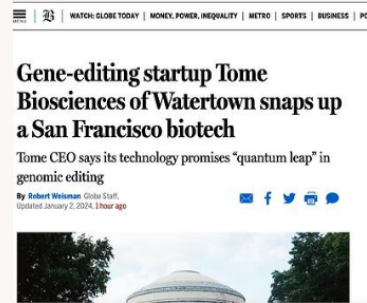 MENU B WATCH: GLOBE TODAY | MONEY, POWER, INEQUALITY | METRO | SPORTS | BUSINESS | PO
Gene-editing startup Tome
Biosciences of Watertown snaps up
a San Francisco biotech
Tome CEO says its technology promises “quantum leap” in
genomic editing
By Robert Weisman Globe Staff,
Updated January 2, 2024, 1 hour ago